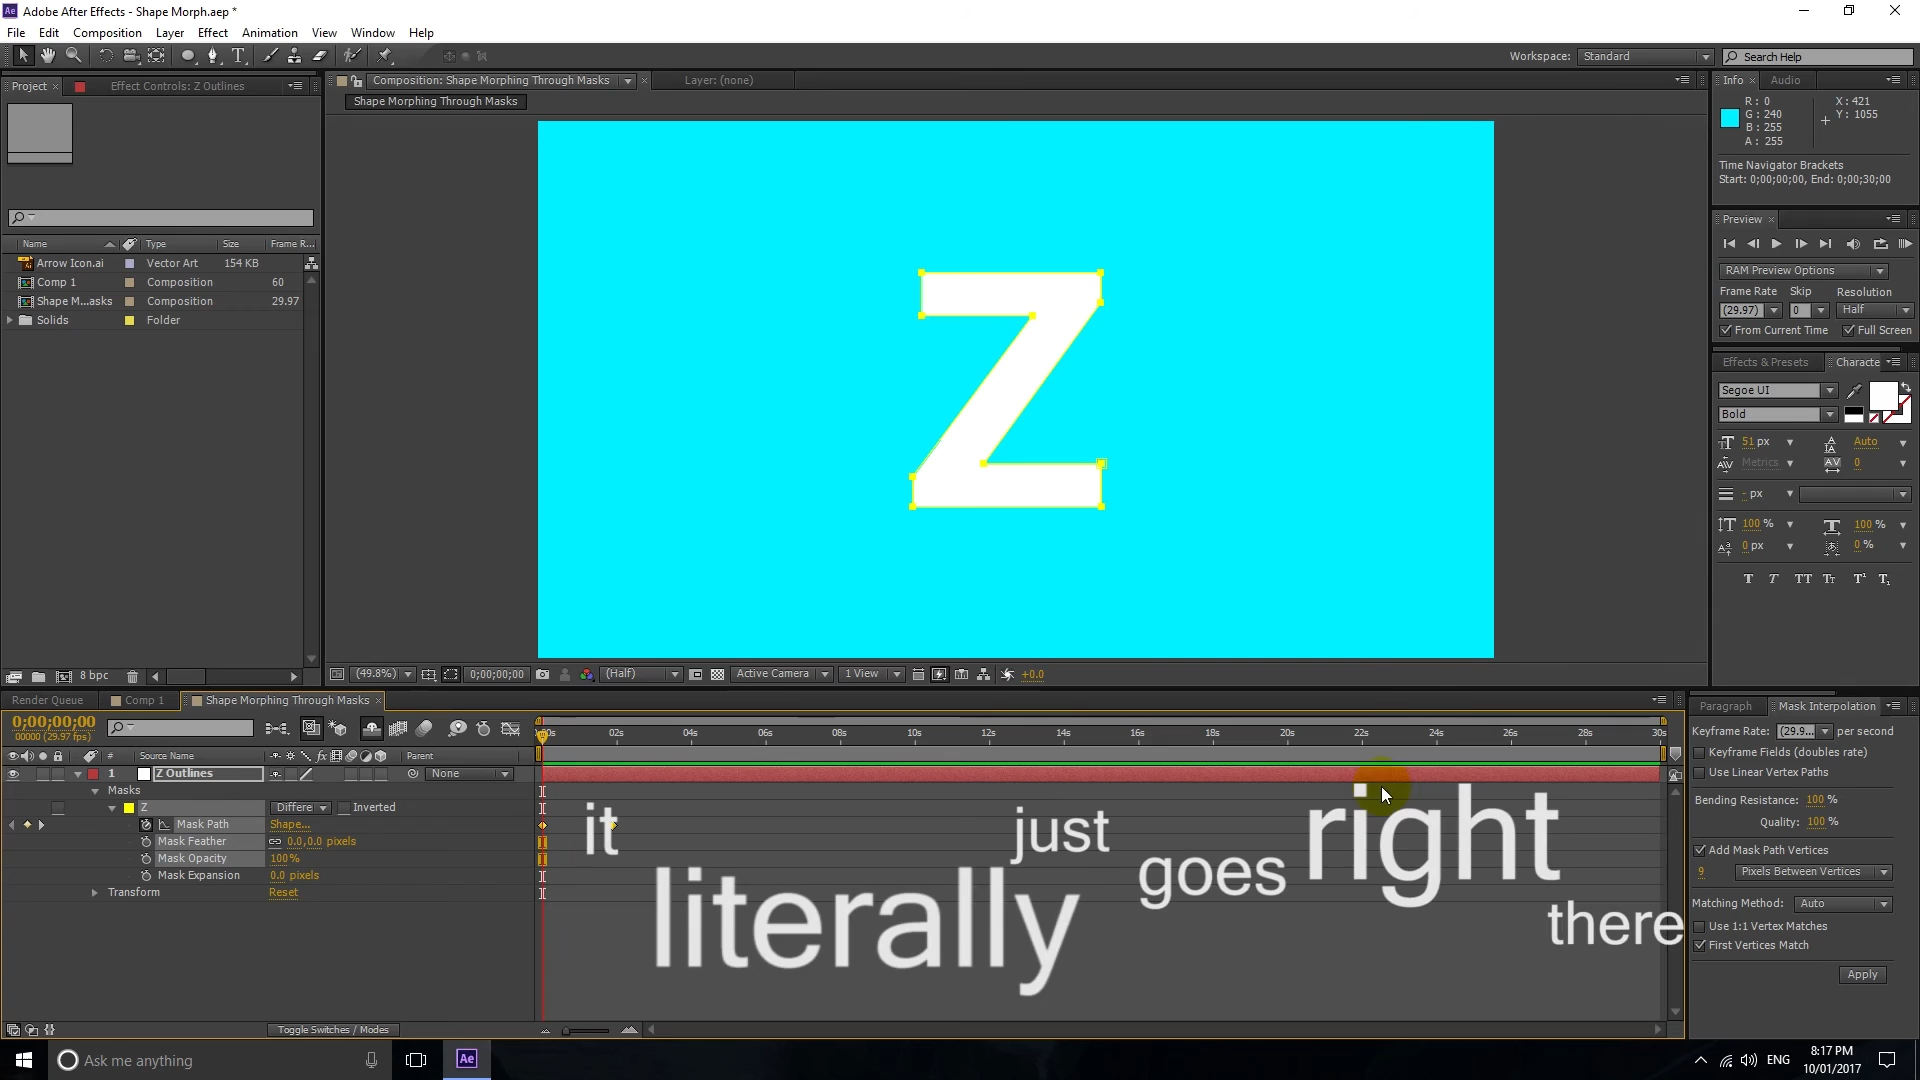 Adobe After Effects - Shape Morph.aep *
File Edit Composition Layer Effect Animation View Window Help
Workspace: Standard Search Help
Project Effect Controls: Z Outlines
Composition: Shape Morphing Through Masks Layer: (none)
Shape Morphing Through Masks
Info Audio
R: 0 X: 421
G: 240 Y: 1055
B: 255
A: 255
Time Navigator Brackets
Start: 0;00;00;00, End: 0;00;30;00
Preview
RAM Preview Options
Frame Rate Skip Resolution
(29.97) 0 Half
From Current Time Full Screen
Name Type Size Frame R...
Arrow Icon.ai Vector Art 154 KB
Comp 1 Composition 60
Shape M...asks Composition 29.97
Solids Folder
Z
Effects & Presets Characte
Segoe UI
Bold
51 px Auto
Metrics 0
- px
100 % 100 %
0 px 0 %
T T TT Tt T¹ T₁
8 bpc
(49.8%) 0;00;00;00 (Half) Active Camera 1 View +0.0
Render Queue Comp 1 Shape Morphing Through Masks
0;00;00;00
00000 (29.97 fps)
:00s 02s 04s 06s 08s 10s 12s 14s 16s 18s 20s 22s 24s 26s 28s 30s
# Source Name Parent
1 Z Outlines None
Masks
Z Differe Inverted
Mask Path Shape...
Mask Feather 0.0,0.0 pixels
Mask Opacity 100%
Mask Expansion 0.0 pixels
Transform Reset
it
literally
just
goes
right
there
Toggle Switches / Modes
Paragraph Mask Interpolation
Keyframe Rate: (29.9... per second
Keyframe Fields (doubles rate)
Use Linear Vertex Paths
Bending Resistance: 100 %
Quality: 100 %
Add Mask Path Vertices
9 Pixels Between Vertices
Matching Method: Auto
Use 1:1 Vertex Matches
First Vertices Match
Apply
Ask me anything
Ae
ENG
8:17 PM
10/01/2017